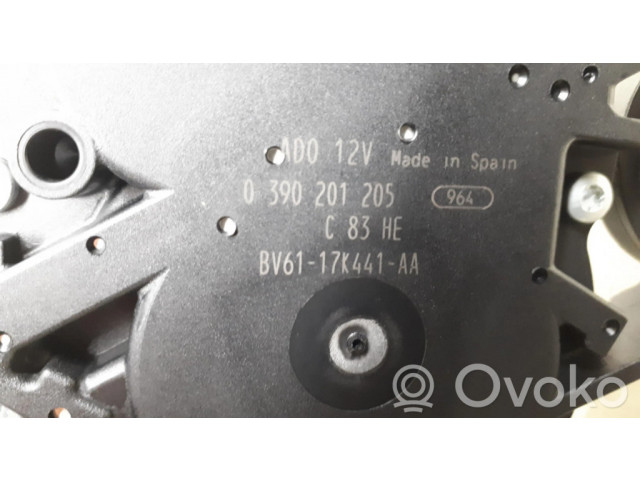 ADO 12V Made in Spain
0 390 201 205 964
C 83 HE
BV61-17K441-AA
Ovoko